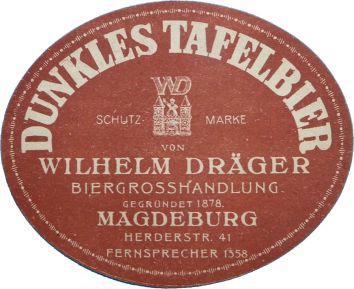 DUNKLES TAFELBIER
WD
SCHUTZ- MARKE
VON
WILHELM DRÄGER
BIERGROSSHANDLUNG.
GEGRÜNDET 1878.
MAGDEBURG
HERDERSTR. 41
FERNSPRECHER 1358